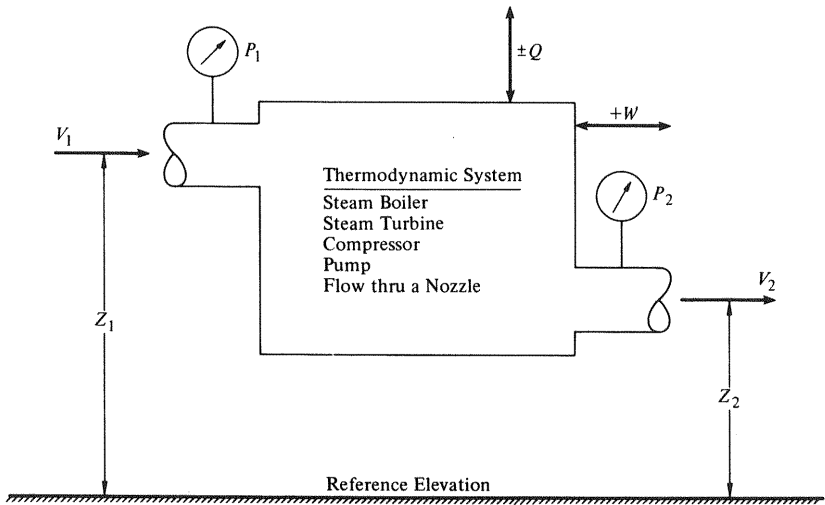 P1
±Q
+W
V1
Thermodynamic System
Steam Boiler
Steam Turbine
Compressor
Pump
Flow thru a Nozzle
P2
V2
Z1
Z2
Reference Elevation